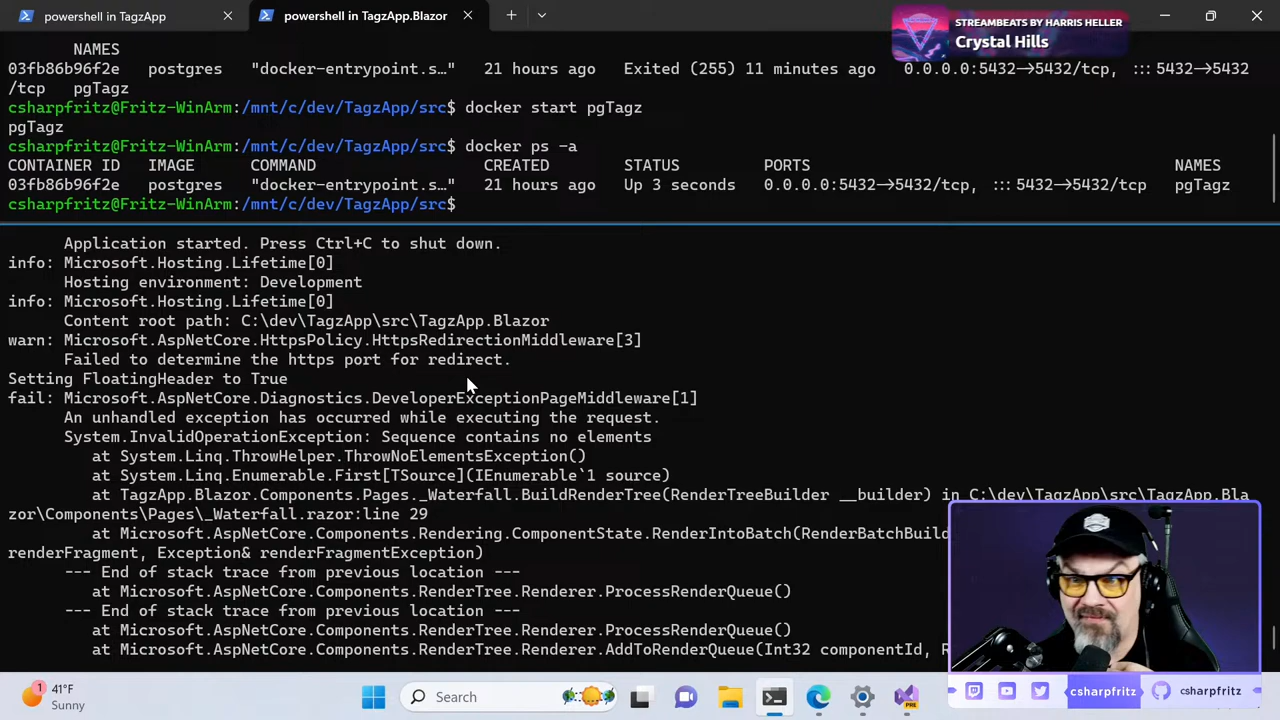 powershell in TagzApp
powershell in TagzApp.Blazor
STREAMBEATS BY HARRIS HELLER
Crystal Hills
NAMES
03fb86b96f2e postgres "docker-entrypoint.s…" 21 hours ago Exited (255) 11 minutes ago 0.0.0.0:5432->5432/tcp, :::5432->5432
/tcp pgTagz
csharpfritz@Fritz-WinArm:/mnt/c/dev/TagzApp/src$ docker start pgTagz
pgTagz
csharpfritz@Fritz-WinArm:/mnt/c/dev/TagzApp/src$ docker ps -a
CONTAINER ID IMAGE COMMAND CREATED STATUS PORTS NAMES
03fb86b96f2e postgres "docker-entrypoint.s…" 21 hours ago Up 3 seconds 0.0.0.0:5432->5432/tcp, :::5432->5432/tcp pgTagz
csharpfritz@Fritz-WinArm:/mnt/c/dev/TagzApp/src$
Application started. Press Ctrl+C to shut down.
info: Microsoft.Hosting.Lifetime[0]
Hosting environment: Development
info: Microsoft.Hosting.Lifetime[0]
Content root path: C:\dev\TagzApp\src\TagzApp.Blazor
warn: Microsoft.AspNetCore.HttpsPolicy.HttpsRedirectionMiddleware[3]
Failed to determine the https port for redirect.
Setting FloatingHeader to True
fail: Microsoft.AspNetCore.Diagnostics.DeveloperExceptionPageMiddleware[1]
An unhandled exception has occurred while executing the request.
System.InvalidOperationException: Sequence contains no elements
at System.Linq.ThrowHelper.ThrowNoElementsException()
at System.Linq.Enumerable.First[TSource](IEnumerable`1 source)
at TagzApp.Blazor.Components.Pages._Waterfall.BuildRenderTree(RenderTreeBuilder __builder) in C:\dev\TagzApp\src\TagzApp.Bla
zor\Components\Pages\_Waterfall.razor:line 29
at Microsoft.AspNetCore.Components.Rendering.ComponentState.RenderIntoBatch(RenderBatchBuil
renderFragment, Exception& renderFragmentException)
--- End of stack trace from previous location ---
at Microsoft.AspNetCore.Components.RenderTree.Renderer.ProcessRenderQueue()
--- End of stack trace from previous location ---
at Microsoft.AspNetCore.Components.RenderTree.Renderer.ProcessRenderQueue()
at Microsoft.AspNetCore.Components.RenderTree.Renderer.AddToRenderQueue(Int32 componentId, R
1
41°F
Sunny
Search
PRE
csharpfritz
csharpfritz